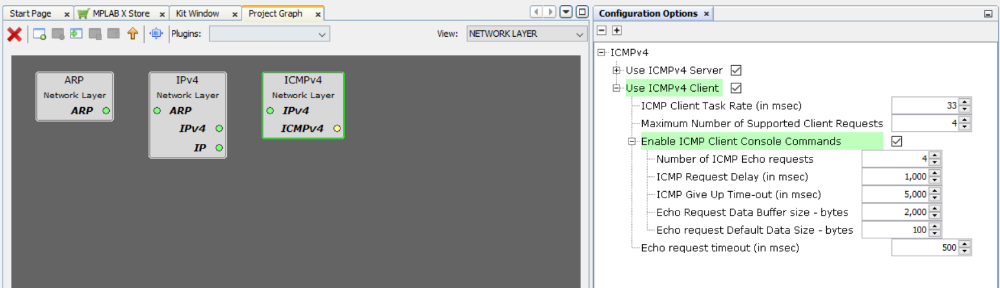 Start Page x MPLAB X Store x Kit Window x Project Graph x
Plugins: View: NETWORK LAYER
ARP
Network Layer
ARP
IPv4
Network Layer
ARP
IPv4
IP
ICMPv4
Network Layer
IPv4
ICMPv4
Configuration Options x
ICMPv4
Use ICMPv4 Server
Use ICMPv4 Client
ICMP Client Task Rate (in msec) 33
Maximum Number of Supported Client Requests 4
Enable ICMP Client Console Commands
Number of ICMP Echo requests 4
ICMP Request Delay (in msec) 1,000
ICMP Give Up Time-out (in msec) 5,000
Echo Request Data Buffer size - bytes 2,000
Echo request Default Data Size - bytes 100
Echo request timeout (in msec) 500